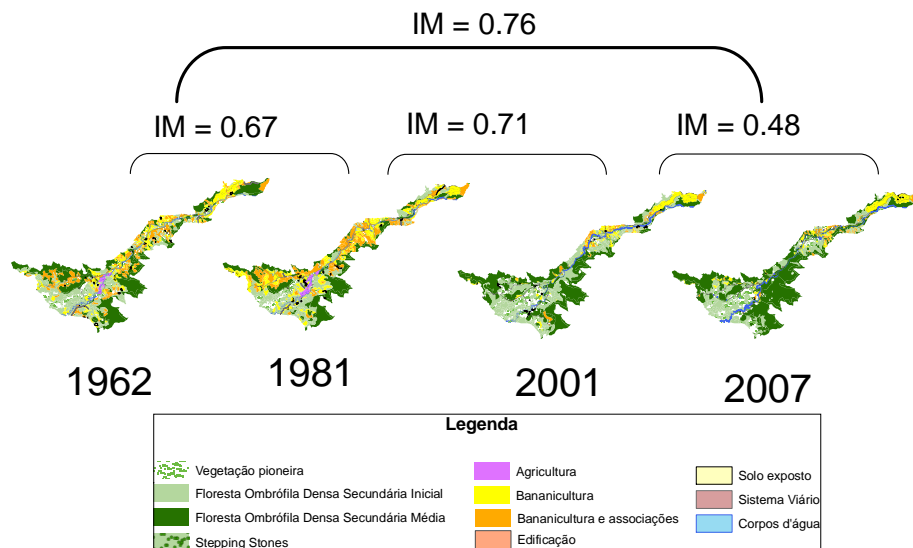 IM = 0.76
IM = 0.67
IM = 0.71
IM = 0.48
1962
1981
2001
2007
Legenda
Vegetação pioneira
Floresta Ombrófila Densa Secundária Inicial
Floresta Ombrófila Densa Secundária Média
Stepping Stones
Agricultura
Bananicultura
Bananicultura e associações
Edificação
Solo exposto
Sistema Viário
Corpos d'água